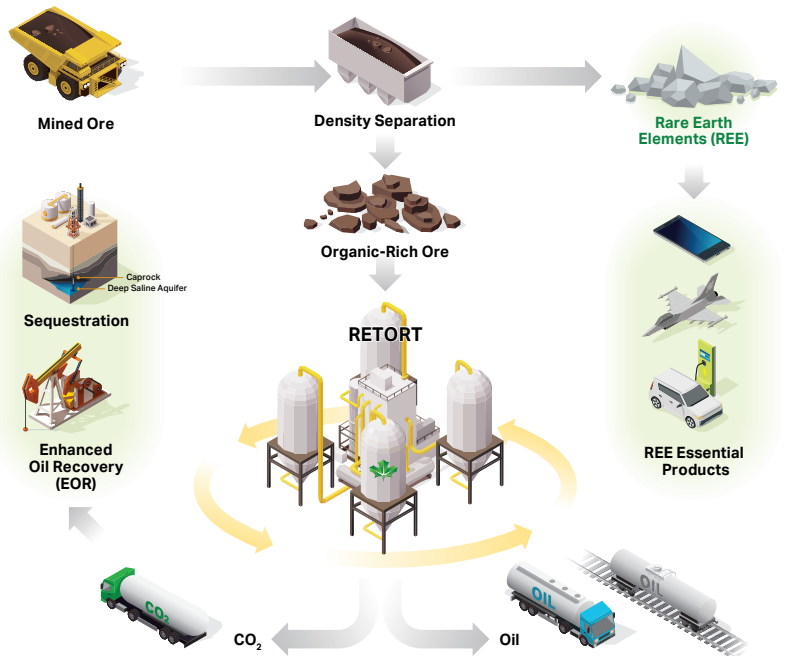 Mined Ore
Density Separation
Rare Earth
Elements (REE)
Organic-Rich Ore
Caprock
Deep Saline Aquifer
Sequestration
RETORT
Enhanced
Oil Recovery
(EOR)
REE Essential
Products
CO₂
CO₂
OIL
OIL
Oil